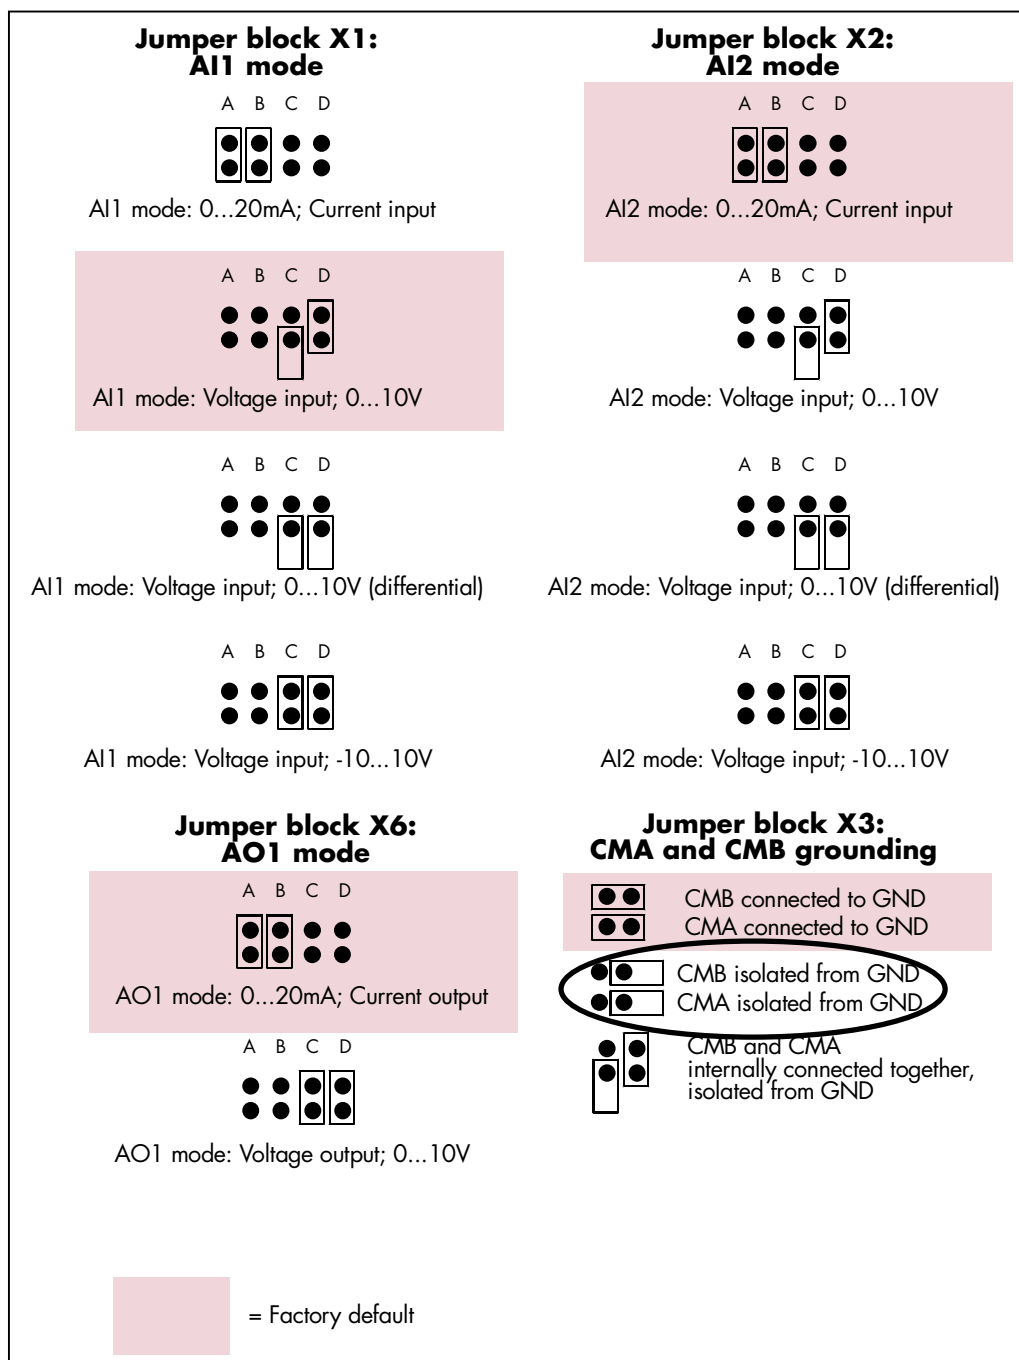 Jumper block X1:
AI1 mode
A B C D
AI1 mode: 0...20mA; Current input
A B C D
AI1 mode: Voltage input; 0...10V
A B C D
AI1 mode: Voltage input; 0...10V (differential)
A B C D
AI1 mode: Voltage input; -10...10V
Jumper block X2:
AI2 mode
A B C D
AI2 mode: 0...20mA; Current input
A B C D
AI2 mode: Voltage input; 0...10V
A B C D
AI2 mode: Voltage input; 0...10V (differential)
A B C D
AI2 mode: Voltage input; -10...10V
Jumper block X6:
AO1 mode
A B C D
AO1 mode: 0...20mA; Current output
A B C D
AO1 mode: Voltage output; 0...10V
Jumper block X3:
CMA and CMB grounding
CMB connected to GND
CMA connected to GND
CMB isolated from GND
CMA isolated from GND
CMB and CMA
internally connected together,
isolated from GND
= Factory default